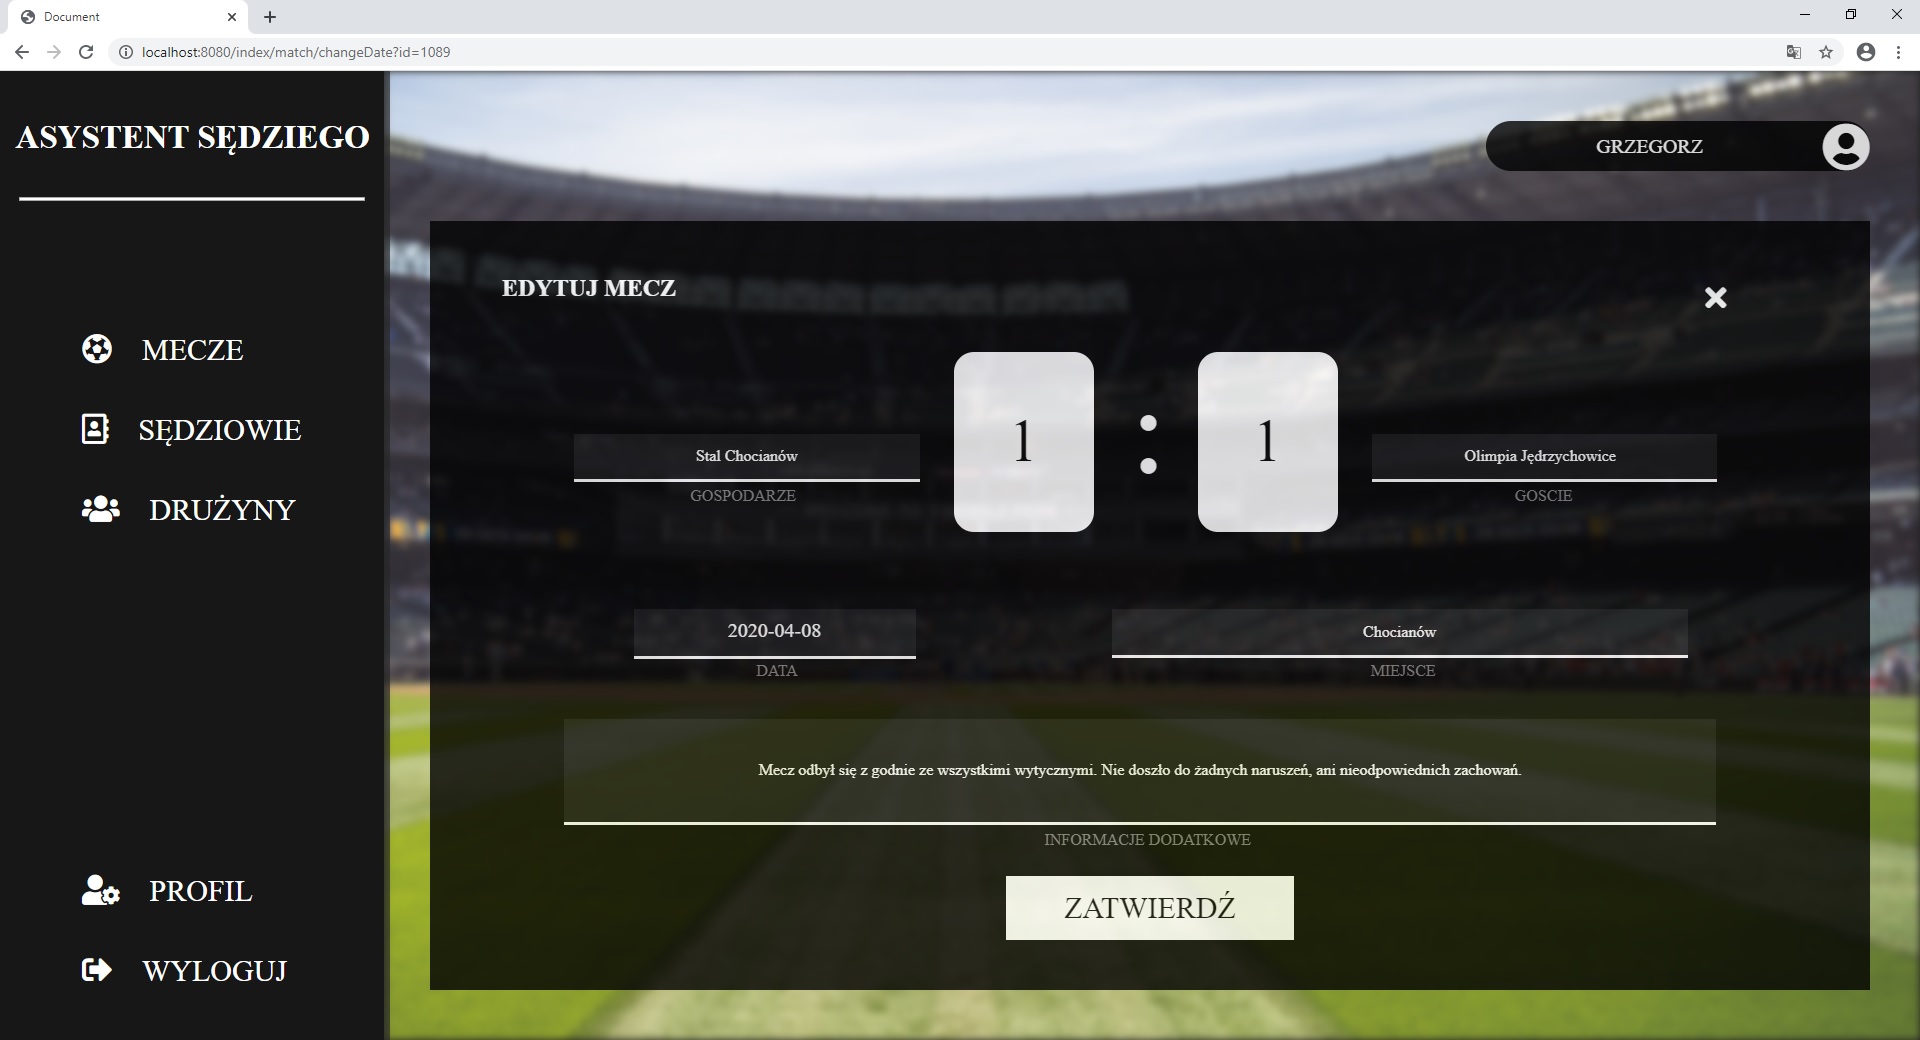 Document
localhost:8080/index/match/changeDate?id=1089
ASYSTENT SĘDZIEGO
GRZEGORZ
MECZE
SĘDZIOWIE
DRUŻYNY
PROFIL
WYLOGUJ
EDYTUJ MECZ
1 : 1
Stal Chocianów
GOSPODARZE
Olimpia Jędrzychowice
GOSCIE
2020-04-08
DATA
Chocianów
MIEJSCE
Mecz odbył się z godnie ze wszystkimi wytycznymi. Nie doszło do żadnych naruszeń, ani nieodpowiednich zachowań.
INFORMACJE DODATKOWE
ZATWIERDŹ